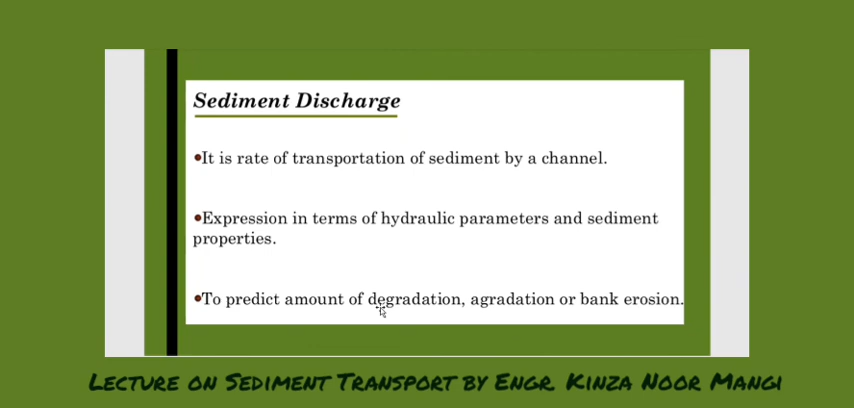 Sediment Discharge
•It is rate of transportation of sediment by a channel.
•Expression in terms of hydraulic parameters and sediment
properties.
•To predict amount of degradation, agradation or bank erosion.
Lecture on Sediment Transport by Engr. Kinza Noor Mangi